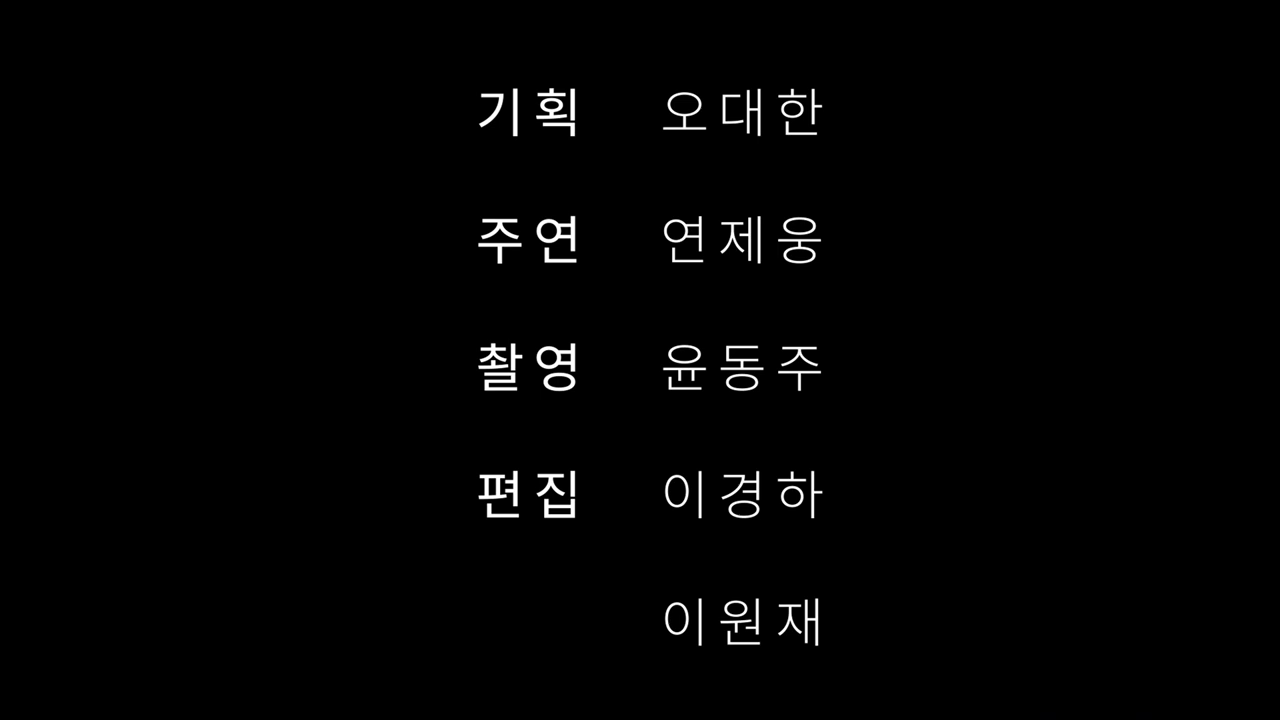 기획 오대한
주연 연제웅
촬영 윤동주
편집 이경하
이원재